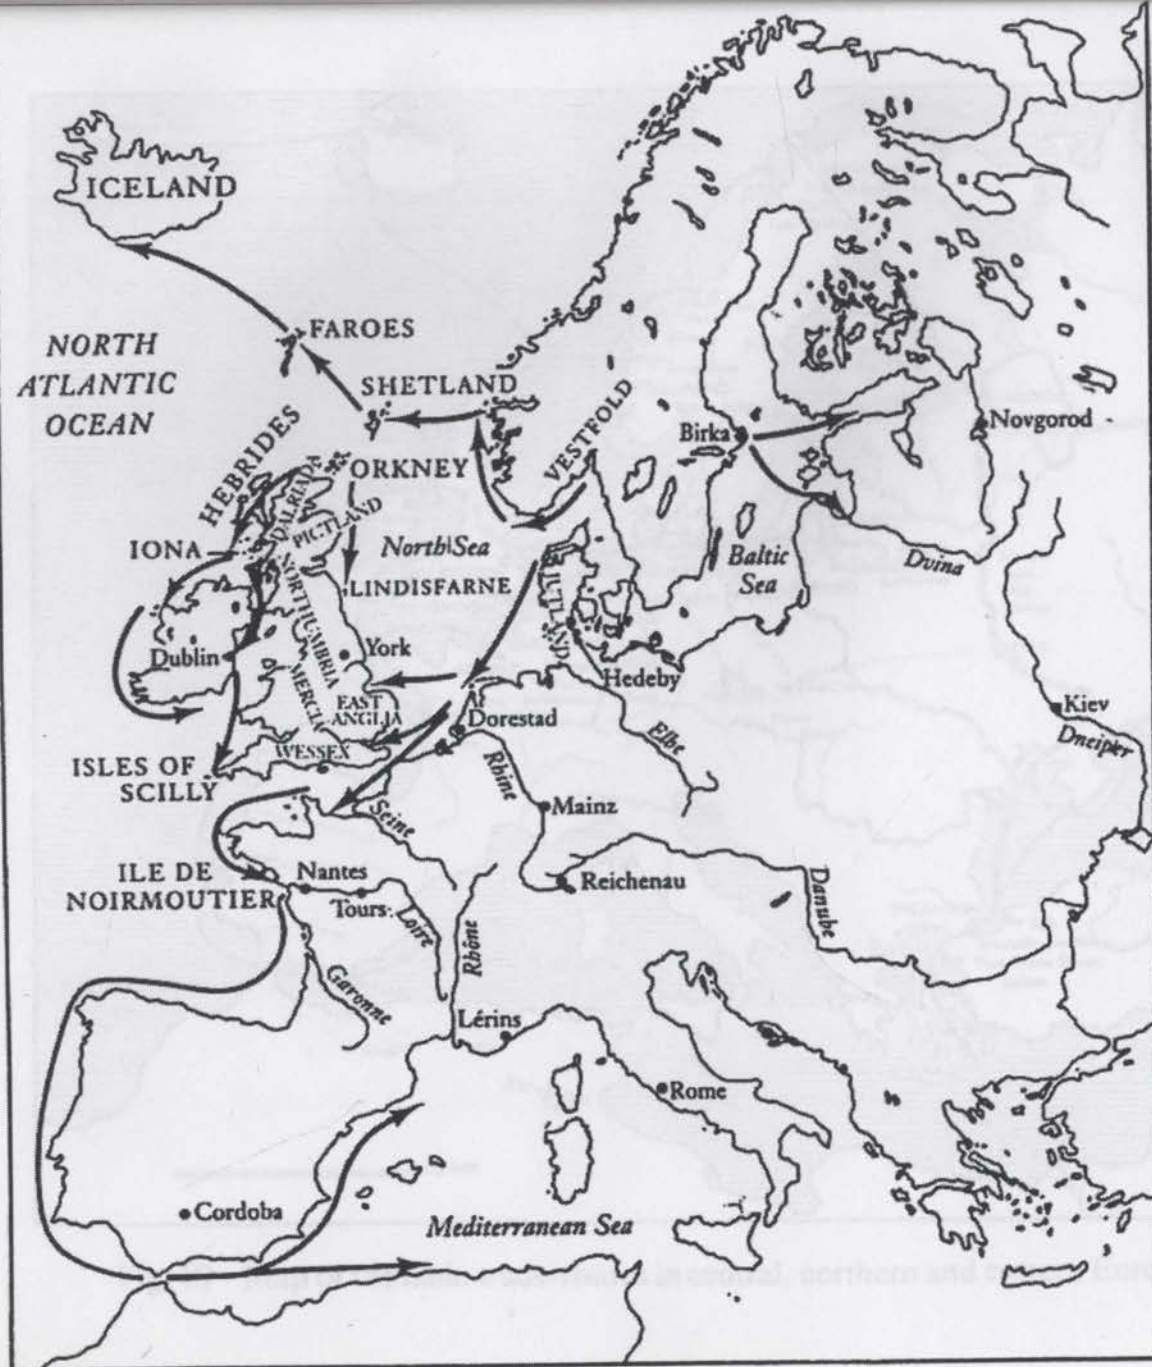 ICELAND
NORTH
ATLANTIC
OCEAN
FAROES
SHETLAND
HEBRIDES
ORKNEY
VESTFOLD
Birka
Novgorod
DALRIADA
PICTLAND
IONA
North Sea
LINDISFARNE
NORTHUMBRIA
JUTLAND
Baltic
Sea
Dvina
Dublin
York
MERCIA
EAST
ANGLIA
Hedeby
Dorestad
WESSEX
Elbe
Kiev
Dneipr
ISLES OF
SCILLY
Rhine
Seine
Mainz
ILE DE
NOIRMOUTIER
Nantes
Tours
Loire
Reichenau
Danube
Rhône
Garonne
Lérins
Rome
Cordoba
Mediterranean Sea